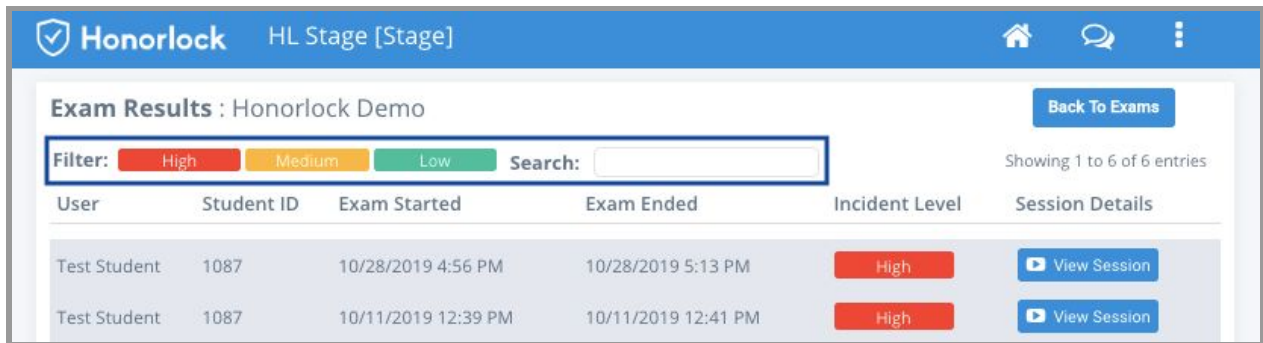 Honorlock HL Stage [Stage]
Exam Results : Honorlock Demo Back To Exams
Filter: High Medium Low Search: Showing 1 to 6 of 6 entries
User Student ID Exam Started Exam Ended Incident Level Session Details
Test Student 1087 10/28/2019 4:56 PM 10/28/2019 5:13 PM High View Session
Test Student 1087 10/11/2019 12:39 PM 10/11/2019 12:41 PM High View Session